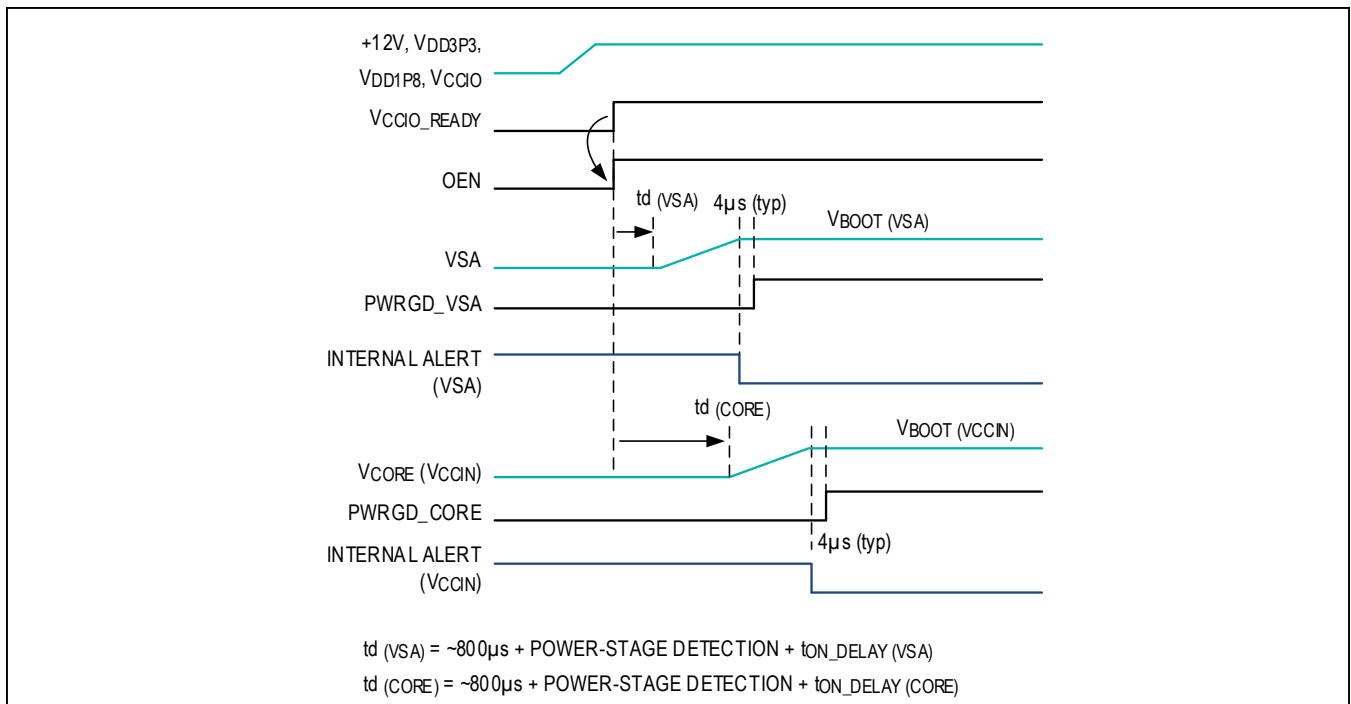 +12V, VDD3P3,
VDD1P8, VCCIO
VCCIO_READY
OEN
td (VSA)
4µs (typ)
VBOOT (VSA)
VSA
PWRGD_VSA
INTERNAL ALERT
(VSA)
td (CORE)
VBOOT (VCCIN)
VCORE (VCCIN)
PWRGD_CORE
4µs (typ)
INTERNAL ALERT
(VCCIN)
td (VSA) = ~800µs + POWER-STAGE DETECTION + tON_DELAY (VSA)
td (CORE) = ~800µs + POWER-STAGE DETECTION + tON_DELAY (CORE)